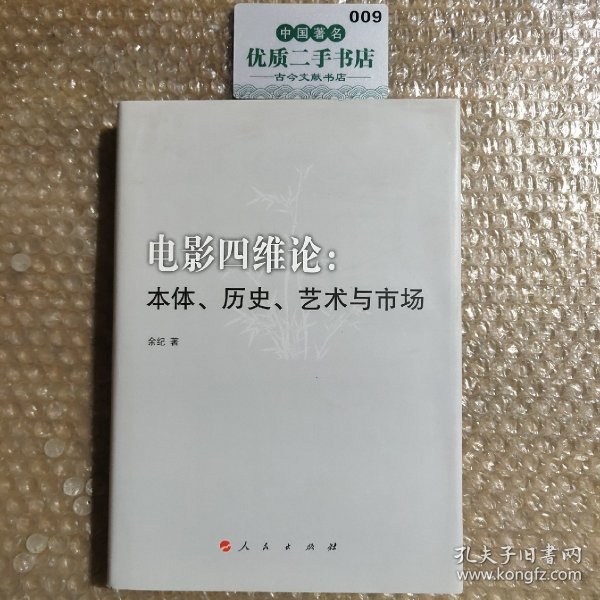 009
中国著名
优质二手书店
古今文献书店
电影四维论：
本体、历史、艺术与市场
余纪 著
人民出版社
孔夫子旧书网
www.kongfz.com